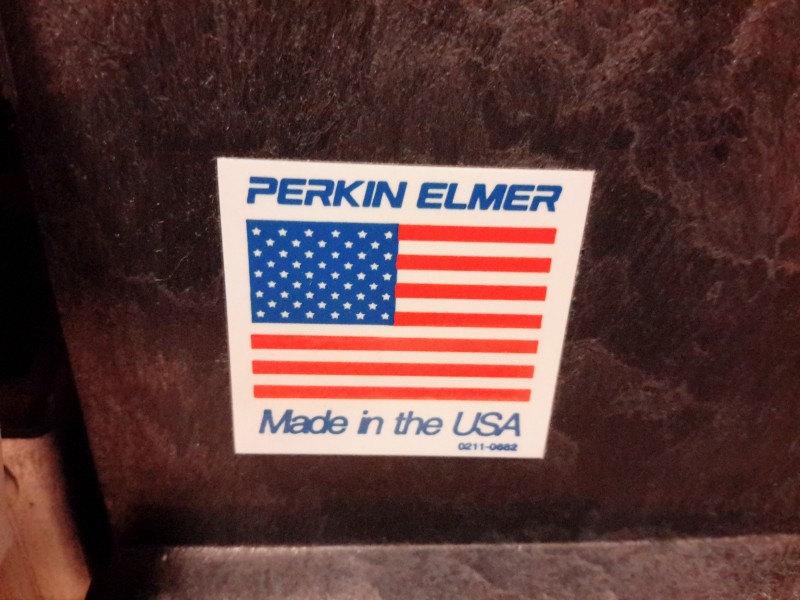 PERKIN ELMER
Made in the USA
0211-0662